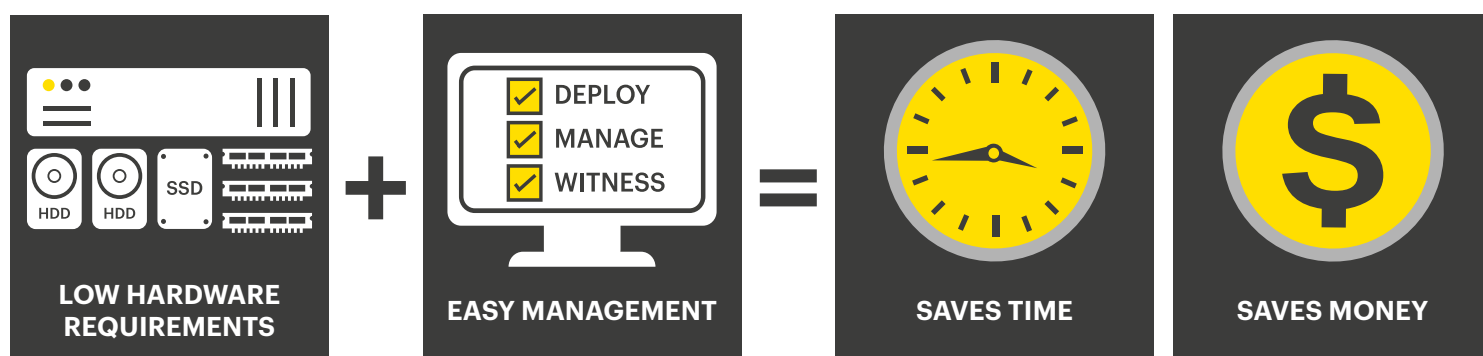 HDD
HDD
SSD
LOW HARDWARE
REQUIREMENTS
+
DEPLOY
MANAGE
WITNESS
EASY MANAGEMENT
=
SAVES TIME
$
SAVES MONEY